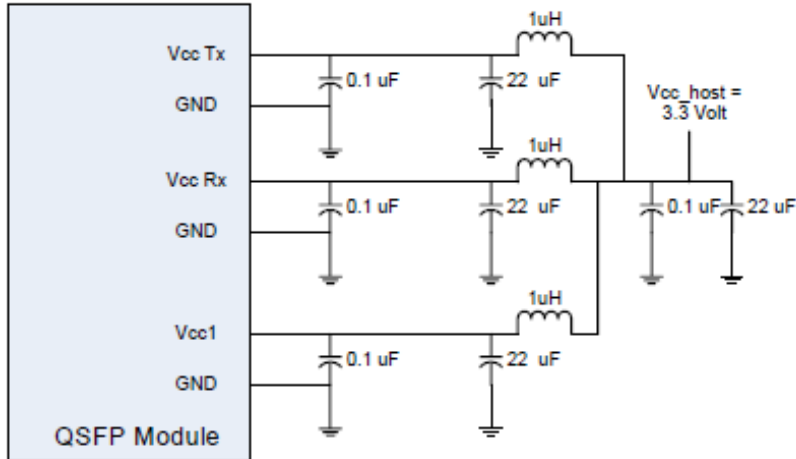 1uH
Vcc Tx
0.1 uF
22 uF
GND
Vcc_host =
3.3 Volt
1uH
Vcc Rx
0.1 uF
22 uF
0.1 uF
22 uF
GND
1uH
Vcc1
0.1 uF
22 uF
GND
QSFP Module